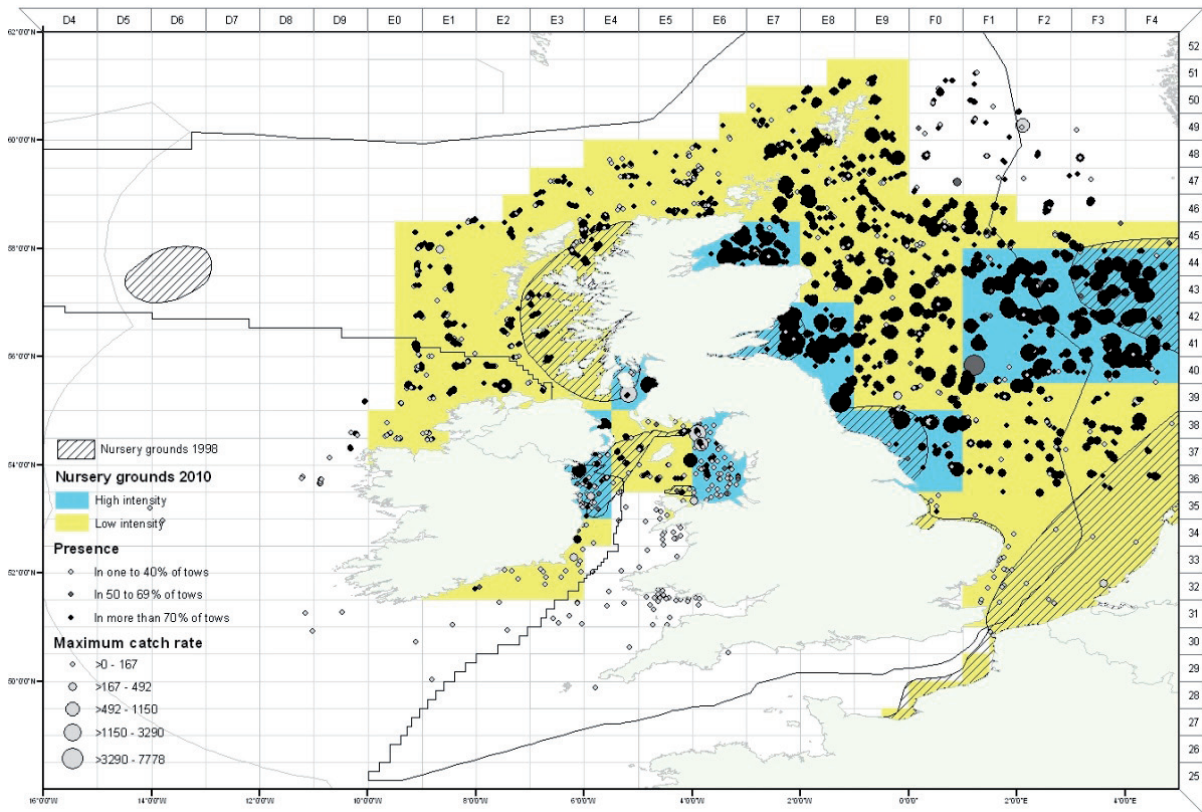 D4 D5 D6 D7 D8 D9 E0 E1 E2 E3 E4 E5 E6 E7 E8 E9 F0 F1 F2 F3 F4
62°0'0"N
60°0'0"N
58°0'0"N
56°0'0"N
54°0'0"N
52°0'0"N
50°0'0"N
52
51
50
49
48
47
46
45
44
43
42
41
40
39
38
37
36
35
34
33
32
31
30
29
28
27
26
25
Nursery grounds 1998
Nursery grounds 2010
High intensity
Low intensity
Presence
In one to 40% of tows
In 50 to 69% of tows
In more than 70% of tows
Maximum catch rate
>0 - 167
>167 - 492
>492 - 1150
>1150 - 3290
>3290 - 7778
16°0'0"W 14°0'0"W 12°0'0"W 10°0'0"W 8°0'0"W 6°0'0"W 4°0'0"W 2°0'0"W 0°0'0" 2°0'0"E 4°0'0"E